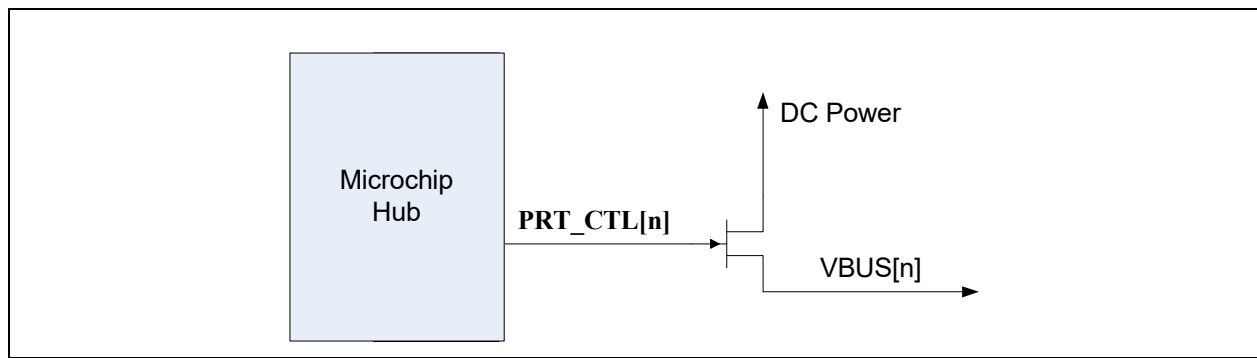 Microchip
Hub
PRT_CTL[n]
DC Power
VBUS[n]